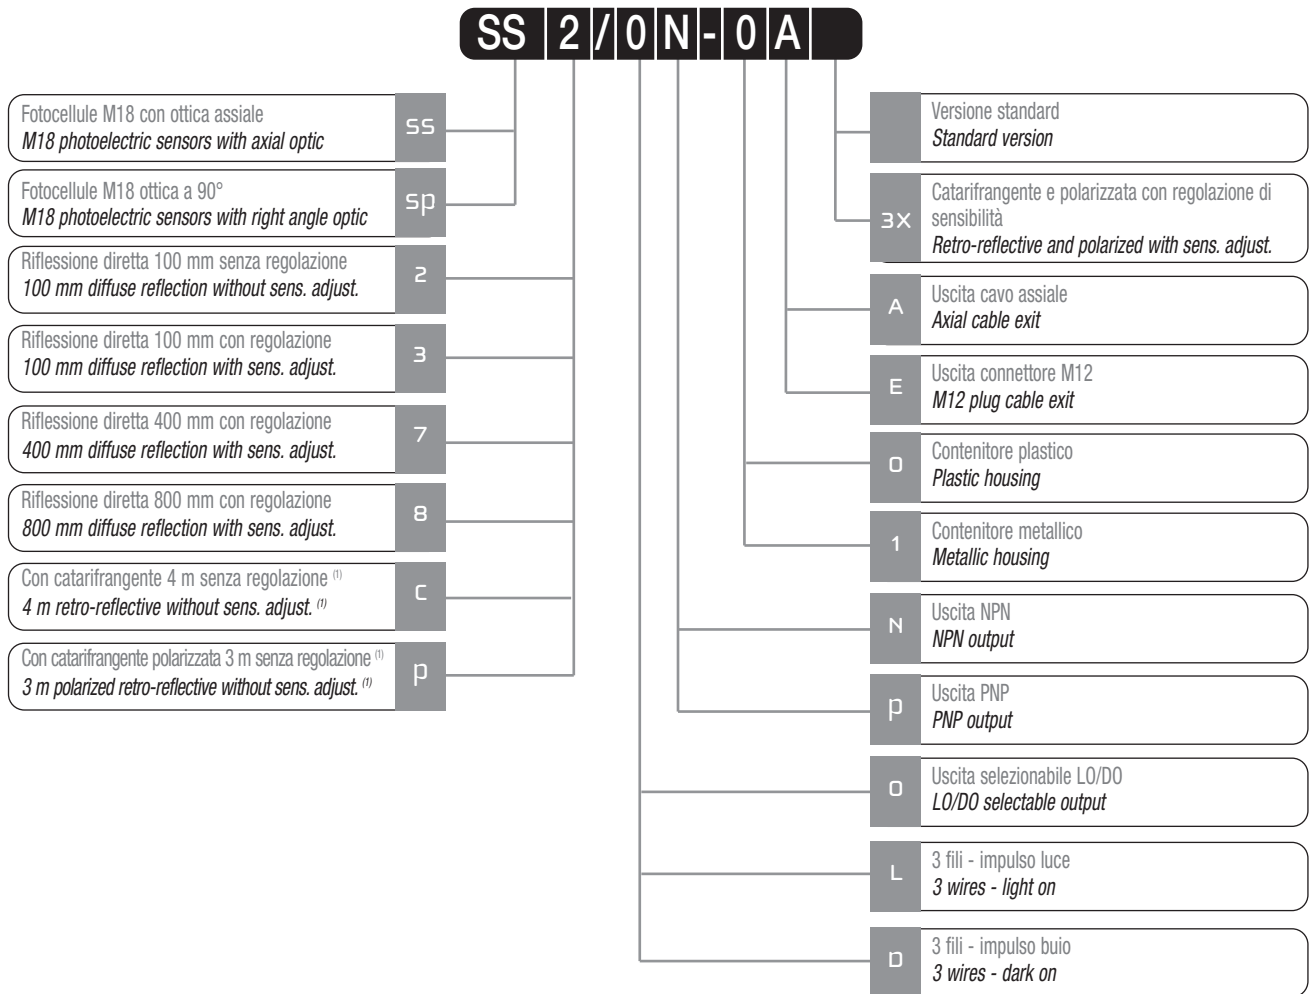 SS 2 / 0 N - 0 A
Fotocellule M18 con ottica assiale
M18 photoelectric sensors with axial optic
SS
Fotocellule M18 ottica a 90°
M18 photoelectric sensors with right angle optic
SP
Riflessione diretta 100 mm senza regolazione
100 mm diffuse reflection without sens. adjust.
2
Riflessione diretta 100 mm con regolazione
100 mm diffuse reflection with sens. adjust.
3
Riflessione diretta 400 mm con regolazione
400 mm diffuse reflection with sens. adjust.
7
Riflessione diretta 800 mm con regolazione
800 mm diffuse reflection with sens. adjust.
8
Con catarifrangente 4 m senza regolazione (1)
4 m retro-reflective without sens. adjust. (1)
C
Con catarifrangente polarizzata 3 m senza regolazione (1)
3 m polarized retro-reflective without sens. adjust. (1)
P
Versione standard
Standard version
3X
Catarifrangente e polarizzata con regolazione di
sensibilità
Retro-reflective and polarized with sens. adjust.
A
Uscita cavo assiale
Axial cable exit
E
Uscita connettore M12
M12 plug cable exit
0
Contenitore plastico
Plastic housing
1
Contenitore metallico
Metallic housing
N
Uscita NPN
NPN output
P
Uscita PNP
PNP output
0
Uscita selezionabile LO/DO
LO/DO selectable output
L
3 fili - impulso luce
3 wires - light on
D
3 fili - impulso buio
3 wires - dark on